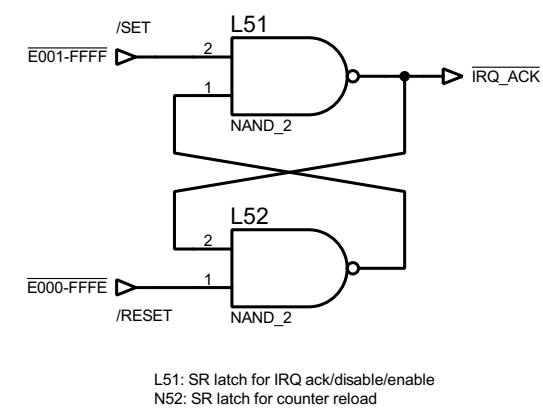 /SET
L51
E001-FFFF
2
IRQ_ACK
1
NAND_2
L52
2
E000-FFFE
1
/RESET
NAND_2
L51: SR latch for IRQ ack/disable/enable
N52: SR latch for counter reload